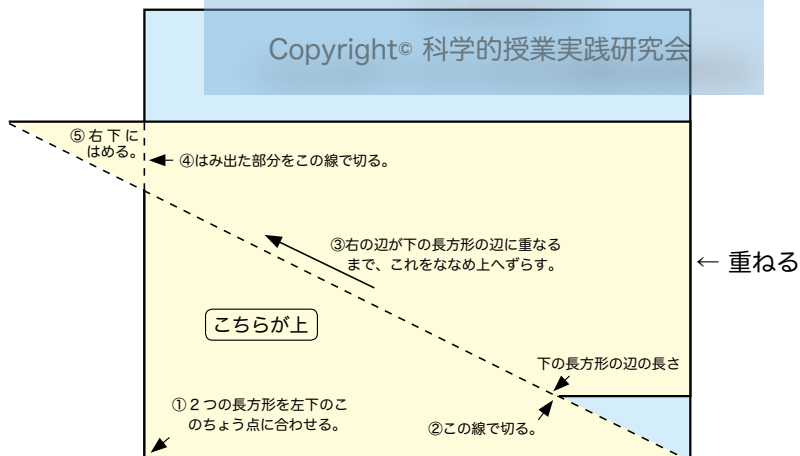 Copyright© 科学的授業実践研究会
⑤右下に
はめる。
④はみ出た部分をこの線で切る。
③右の辺が下の長方形の辺に重なる
まで、これをななめ上へずらす。
← 重ねる
こちらが上
下の長方形の辺の長さ
①２つの長方形を左下のこ
のちょう点に合わせる。
②この線で切る。